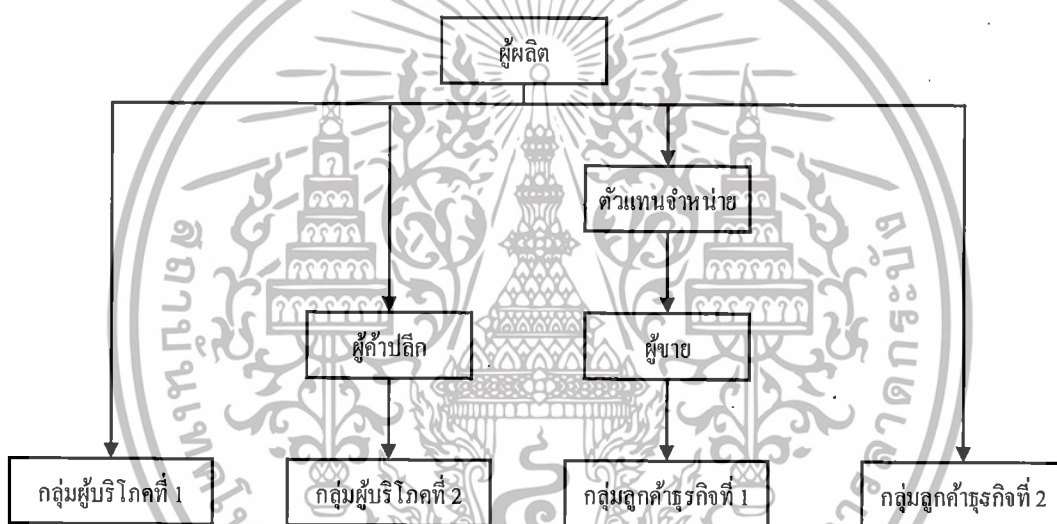 ผู้ผลิต
ตัวแทนจำหน่าย
ผู้ค้าปลีก
ผู้ขาย
กลุ่มผู้บริโภคที่ 1
กลุ่มผู้บริโภคที่ 2
กลุ่มลูกค้าธุรกิจที่ 1
กลุ่มลูกค้าธุรกิจที่ 2